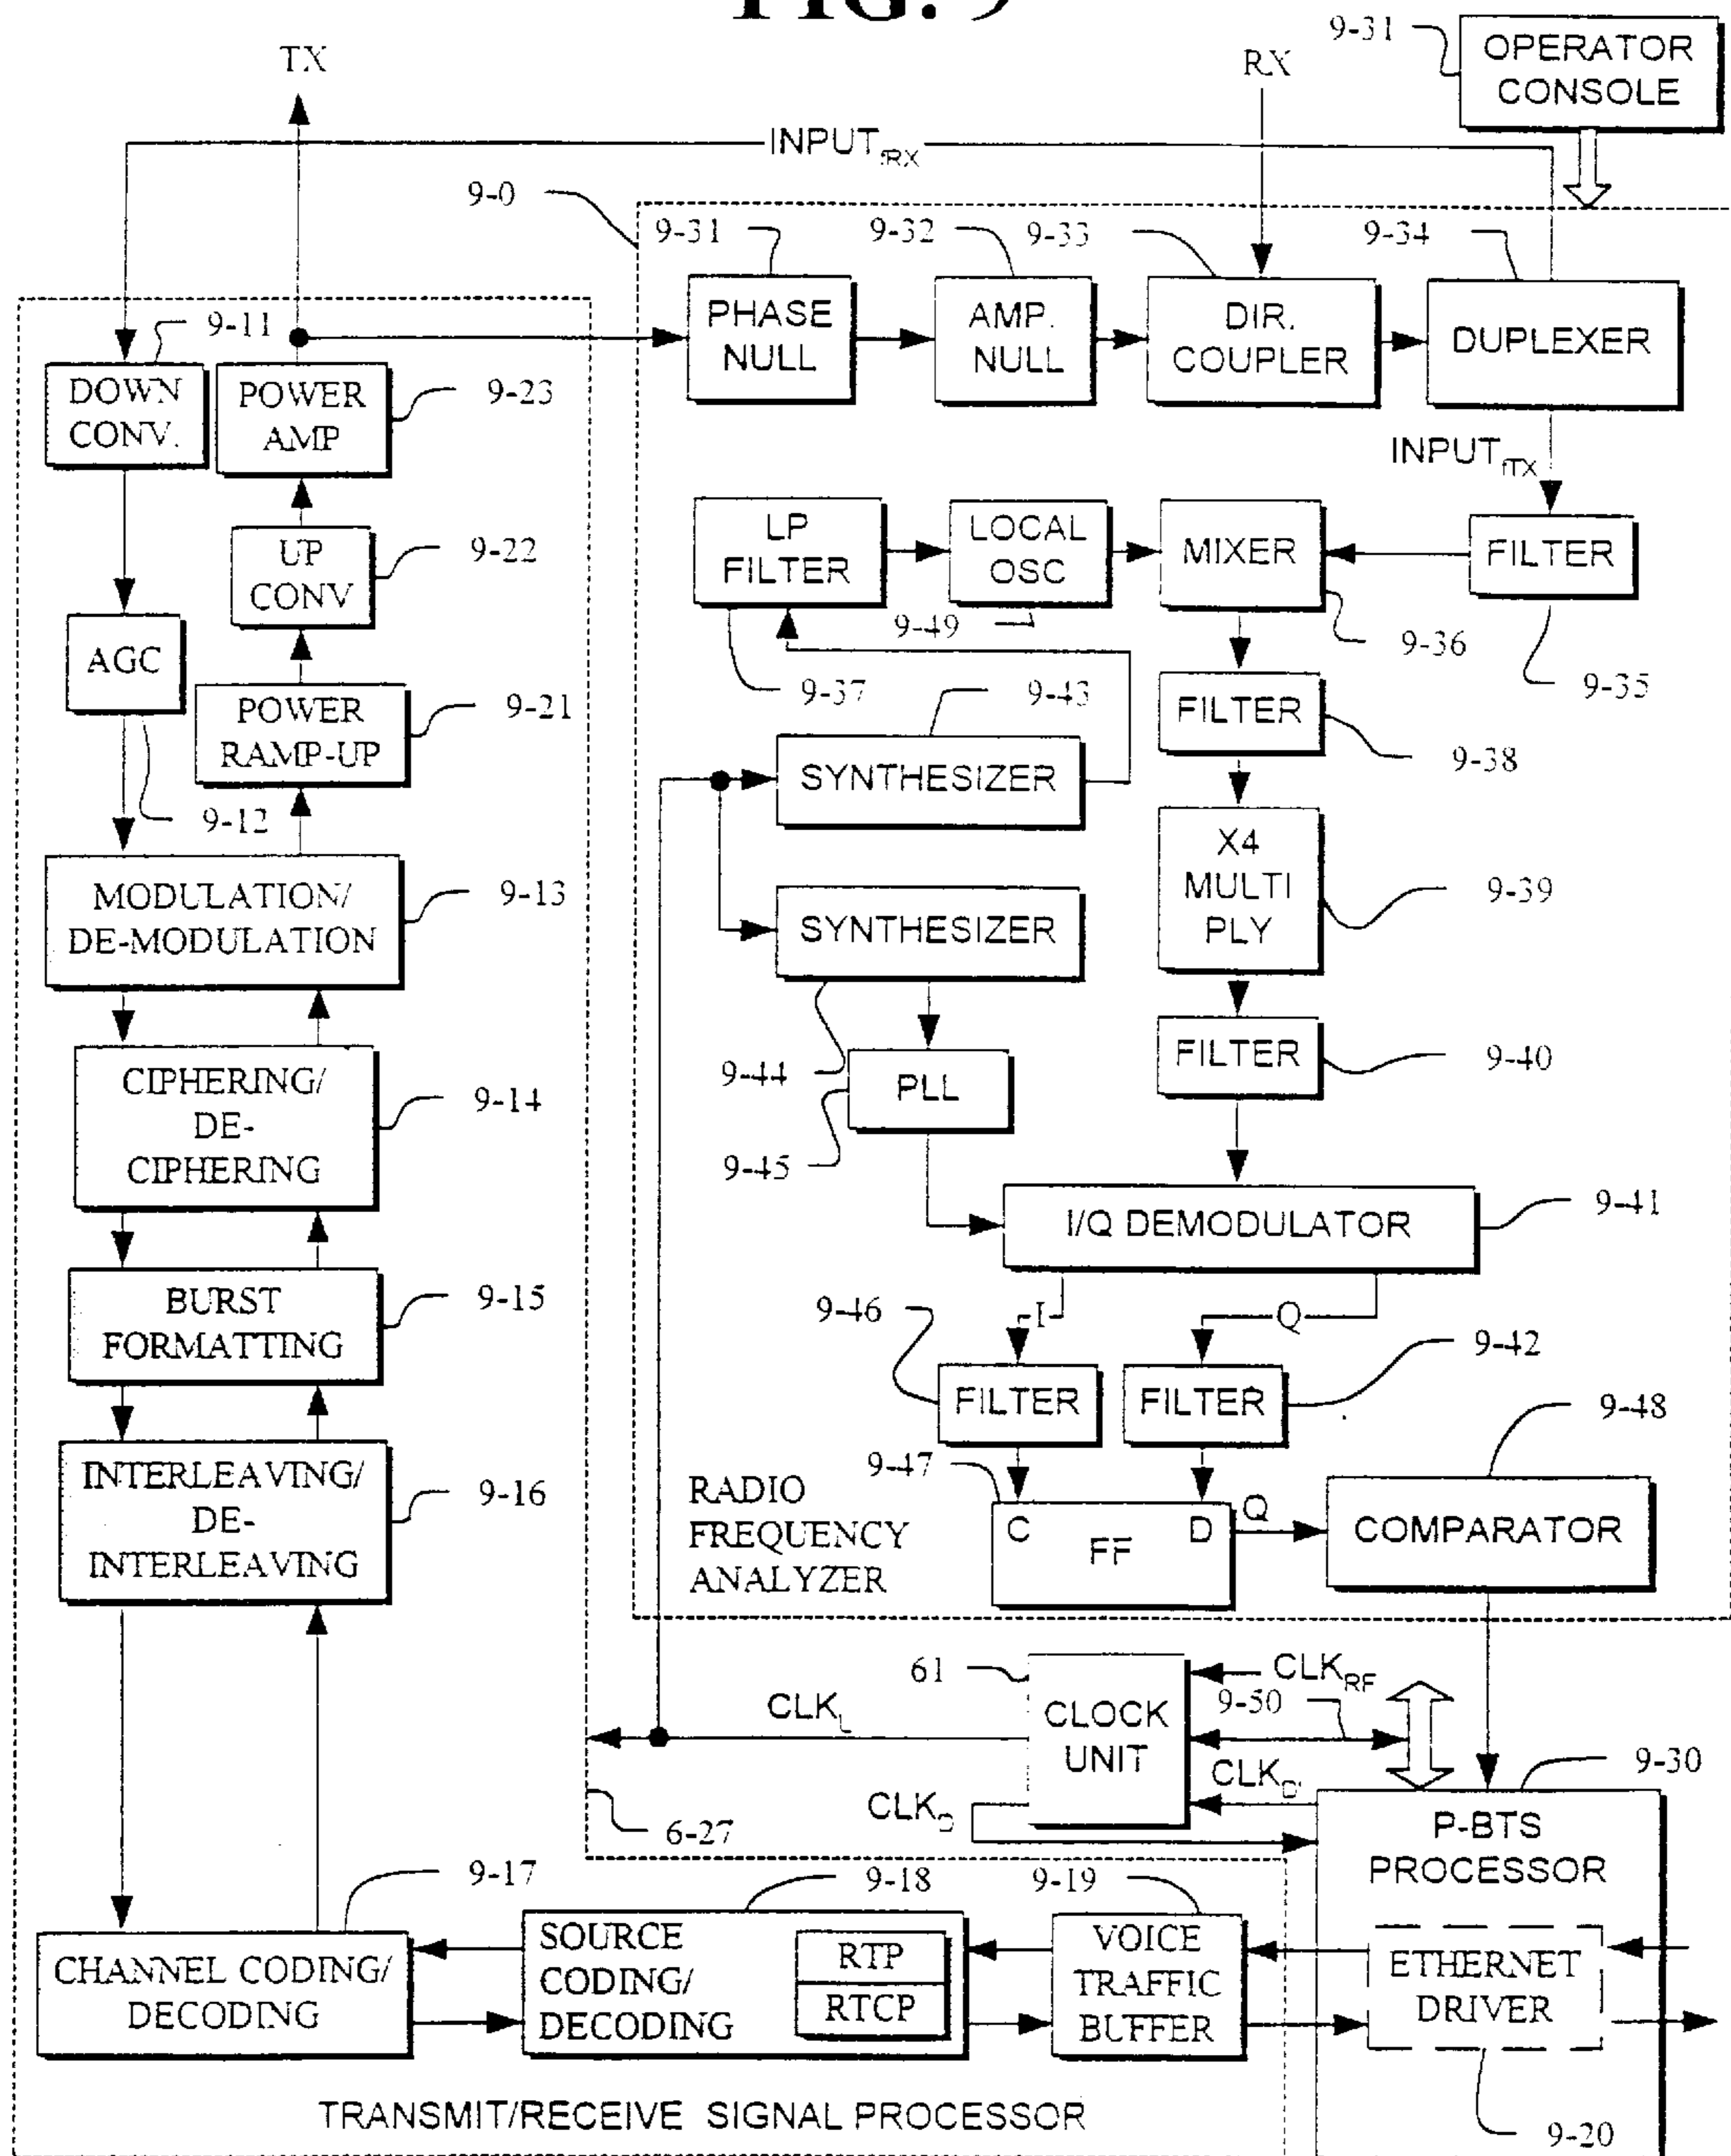 FIG. 9
TX
RX
9-31
OPERATOR
CONSOLE
INPUT fRX
9-0
9-31
9-32
9-33
9-34
PHASE
NULL
AMP.
NULL
DIR.
COUPLER
DUPLEXER
9-11
DOWN
CONV.
POWER
AMP
9-23
INPUT fTX
LP
FILTER
LOCAL
OSC
MIXER
FILTER
UP
CONV
9-22
9-49
9-36
9-35
AGC
9-37
9-43
FILTER
9-38
POWER
RAMP-UP
9-21
SYNTHESIZER
9-12
X4
MULTI
PLY
9-39
MODULATION/
DE-MODULATION
9-13
SYNTHESIZER
FILTER
9-40
9-44
PLL
9-45
CIPHERING/
DE-
CIPHERING
9-14
I/Q DEMODULATOR
9-41
BURST
FORMATTING
9-15
9-46
I
Q
9-42
FILTER
FILTER
9-48
9-47
INTERLEAVING/
DE-
INTERLEAVING
9-16
RADIO
FREQUENCY
ANALYZER
C
FF
D
Q
COMPARATOR
61
CLK RF
9-50
CLK L
CLOCK
UNIT
CLK D'
9-30
CLK D
6-27
P-BTS
PROCESSOR
9-17
9-18
9-19
CHANNEL CODING/
DECODING
SOURCE
CODING/
DECODING
RTP
RTCP
VOICE
TRAFFIC
BUFFER
ETHERNET
DRIVER
TRANSMIT/RECEIVE SIGNAL PROCESSOR
9-20